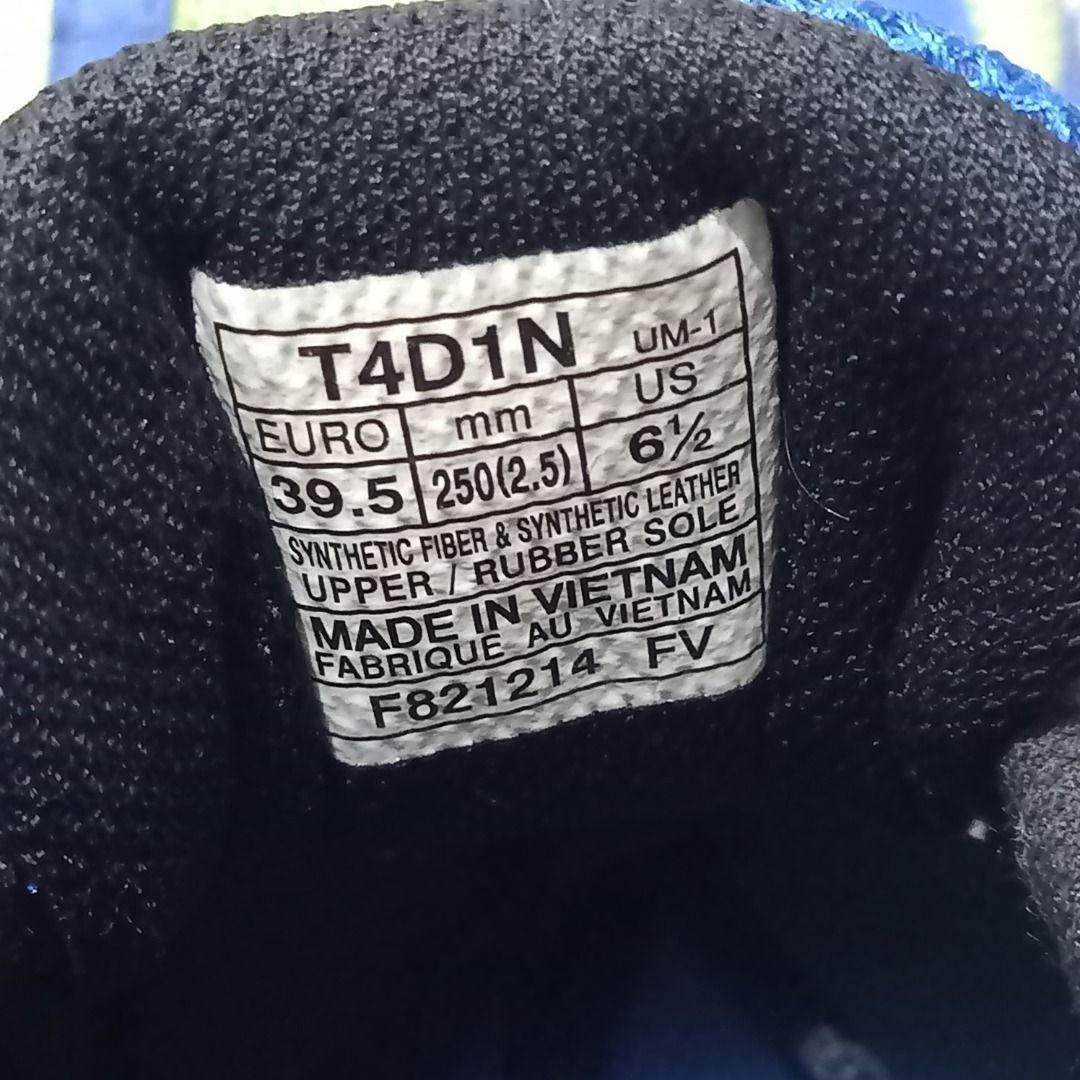 T4D1N UM-1
EURO mm US
39.5 250(2.5) 6½
SYNTHETIC FIBER & SYNTHETIC LEATHER
UPPER / RUBBER SOLE
MADE IN VIETNAM
FABRIQUE AU VIETNAM
F821214 FV